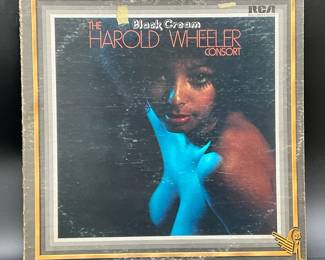 Black Cream
RCA
THE
HAROLD WHEELER
CONSORT